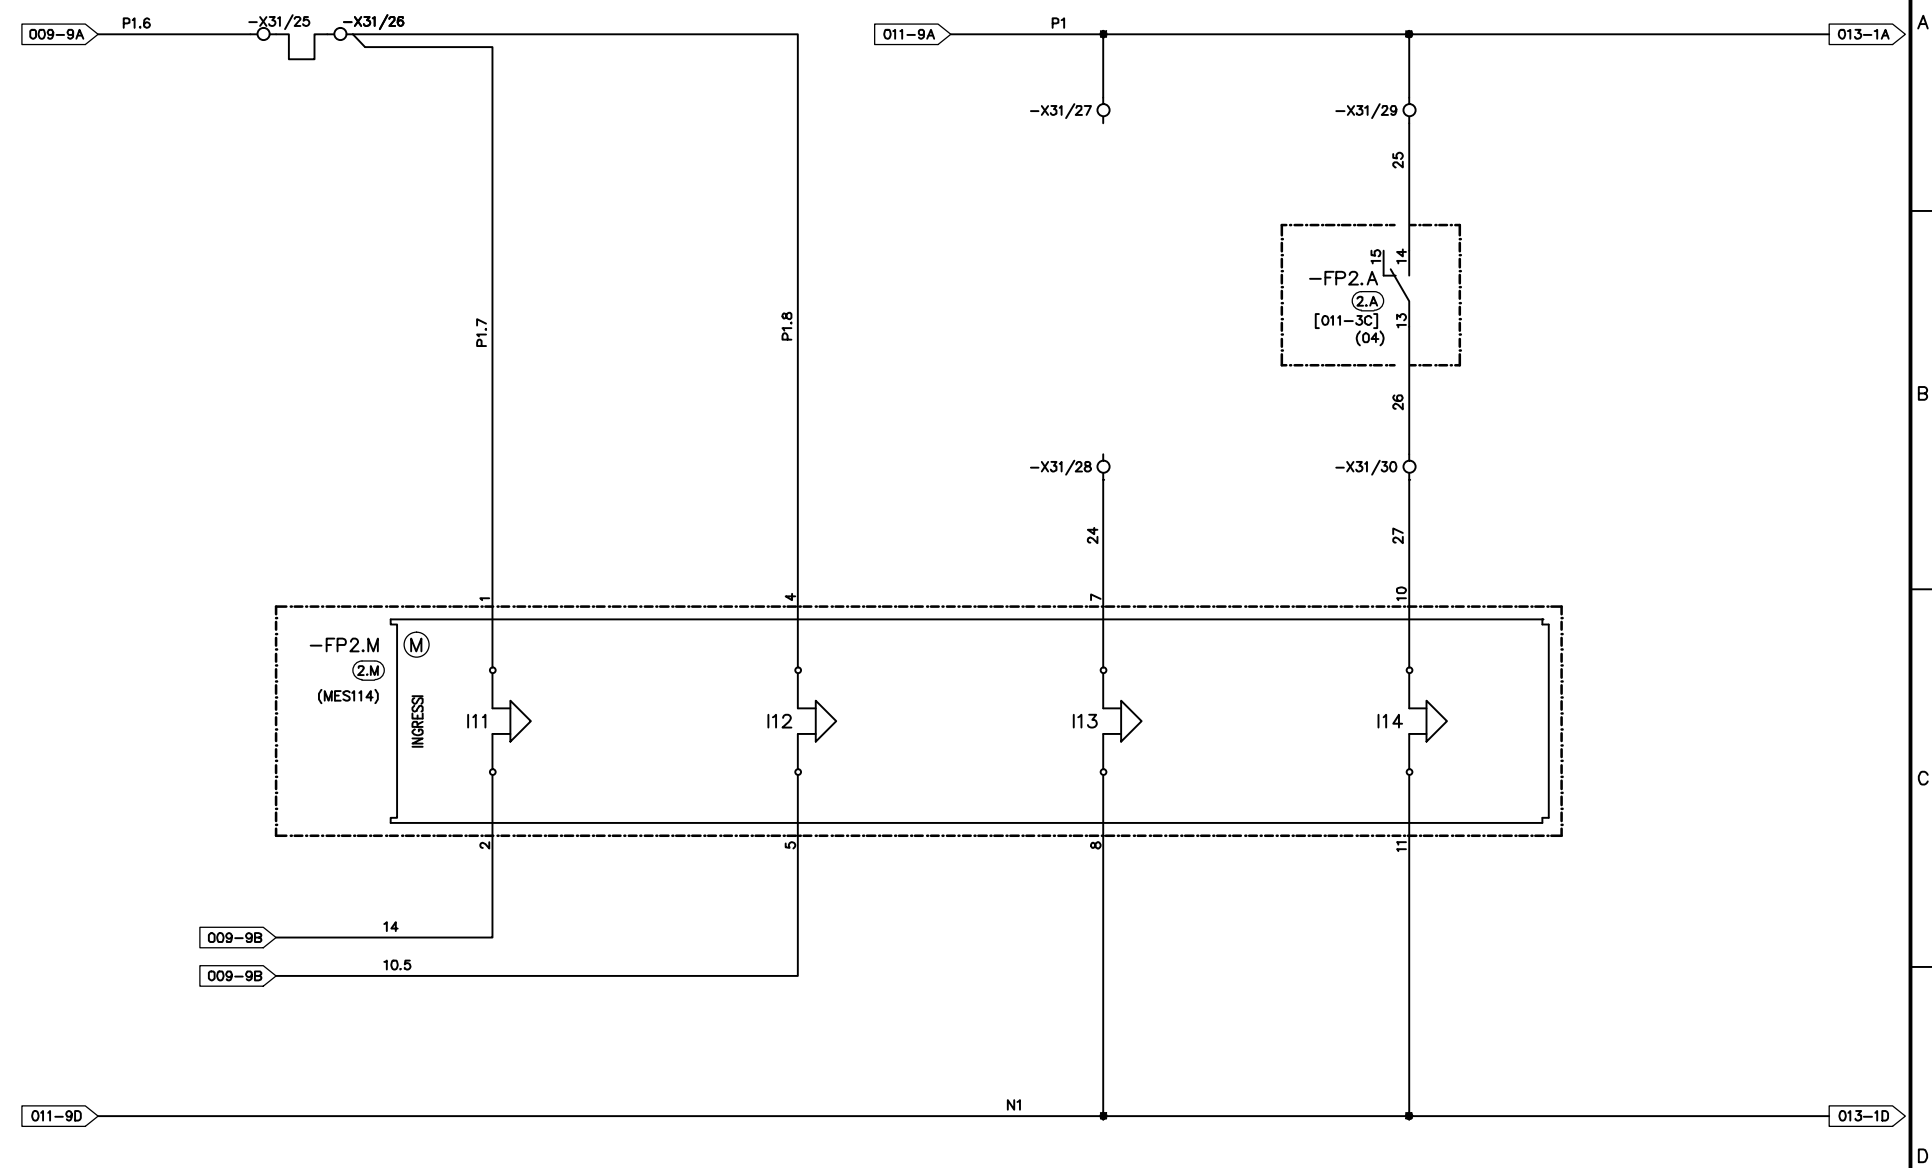 A
P1.6
-X31/25
-X31/26
P1
009-9A
011-9A
013-1A
-X31/27
-X31/29
25
15
14
-FP2.A
2.A
[011-3C]
13
(04)
P1.7
P1.8
B
26
-X31/28
-X31/30
24
27
1
4
7
10
-FP2.M
M
2.M
(MES114)
INGRESSI
I11
I12
I13
I14
C
2
5
8
11
14
009-9B
10.5
009-9B
N1
011-9D
013-1D
D